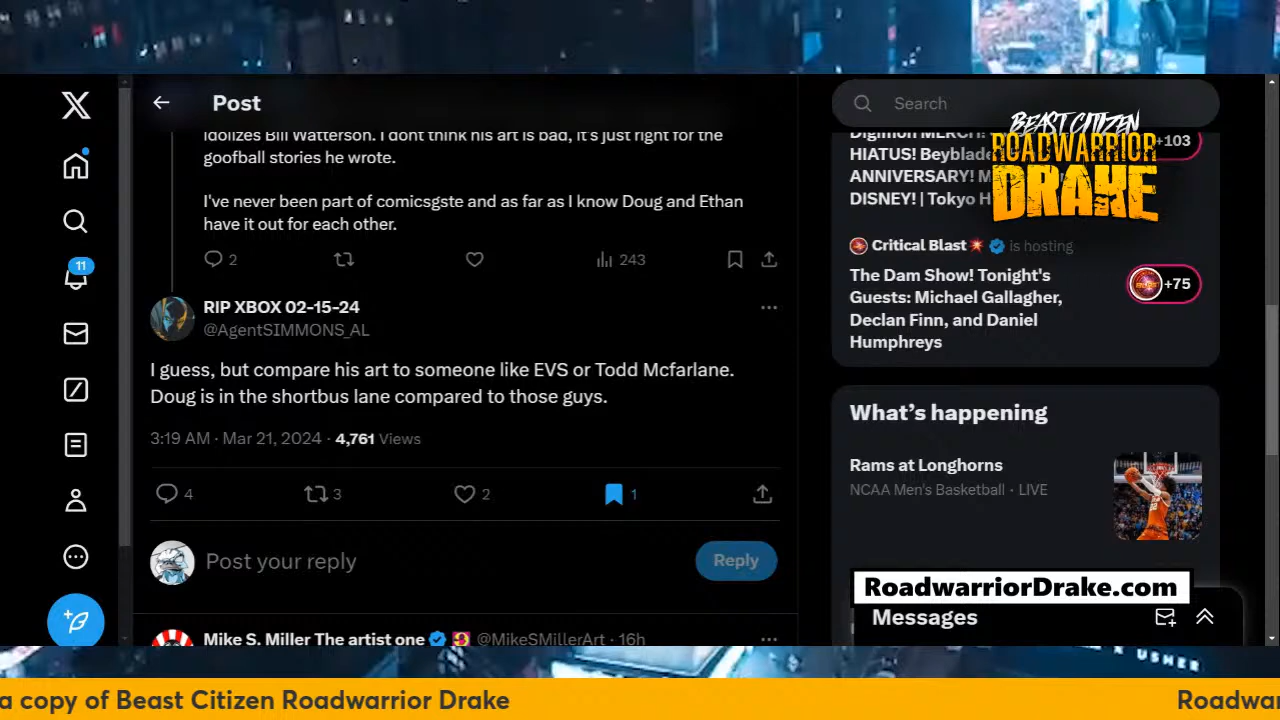 Post
idolizes Bill Watterson. I dont think his art is bad, it's just right for the
goofball stories he wrote.
I've never been part of comicsgste and as far as I know Doug and Ethan
have it out for each other.
2
243
RIP XBOX 02-15-24
@AgentSIMMONS_AL
I guess, but compare his art to someone like EVS or Todd Mcfarlane.
Doug is in the shortbus lane compared to those guys.
3:19 AM · Mar 21, 2024 · 4,761 Views
4
3
2
1
Post your reply
Reply
Mike S. Miller The artist one @MikeSMillerArt · 16h
11
Search
BEAST CITIZEN
ROADWARRIOR
DRAKE
Digimon MERCH!
+103
HIATUS! Beyblade
ANNIVERSARY!
DISNEY! | Tokyo
Critical Blast is hosting
The Dam Show! Tonight's
Guests: Michael Gallagher,
Declan Finn, and Daniel
Humphreys
+75
What's happening
Rams at Longhorns
NCAA Men's Basketball · LIVE
RoadwarriorDrake.com
Messages
USHER
a copy of Beast Citizen Roadwarrior Drake
Roadwar